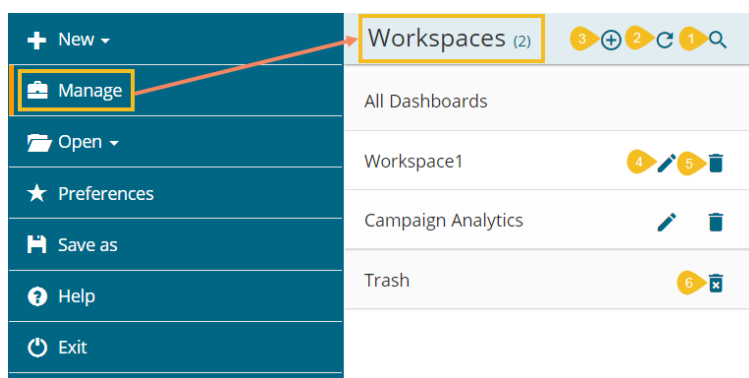 New
Manage
Open
Preferences
Save as
Help
Exit
Workspaces (2)
3
2
1
All Dashboards
Workspace1
4
5
Campaign Analytics
Trash
6